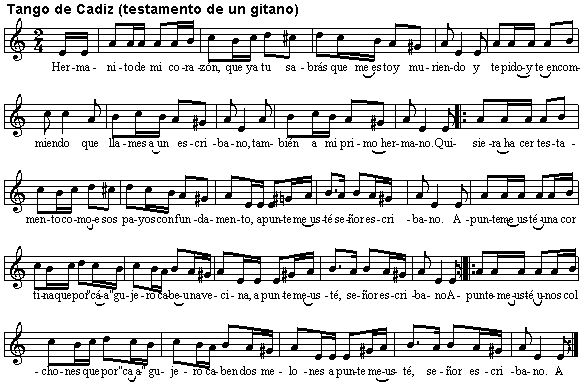 Tango de Cadiz (testamento de un gitano)
2 4
Her-ma- ni-to de mi co-ra- zón, que ya tu sa-brás que me es toy mu-rien-do y te pi do-y te en com-
miendo que lla-mes a un es-cri-ba-no, tam-bién a mi pri-mo her-mano. Qui- sie-ra ha cer tes-ta-
men-to co-mo-e sos pa yos con fun-da-men-to, a pun-te me us-té se ñor es-cri-ba-no. A-pun-te me us-té-u na cor
ti-na que por "ca-a" gu-je-ro ca be-u na ve-ci-na, a pun te me-us-té, se ñor es-cri-ba-no A-pun te me us té, u nos col
-cho-nes que por "ca a" gu-je-ro ca ben dos me-lo-nes a pun-te me-us-té, se-ñor es-cri-ba-no. A